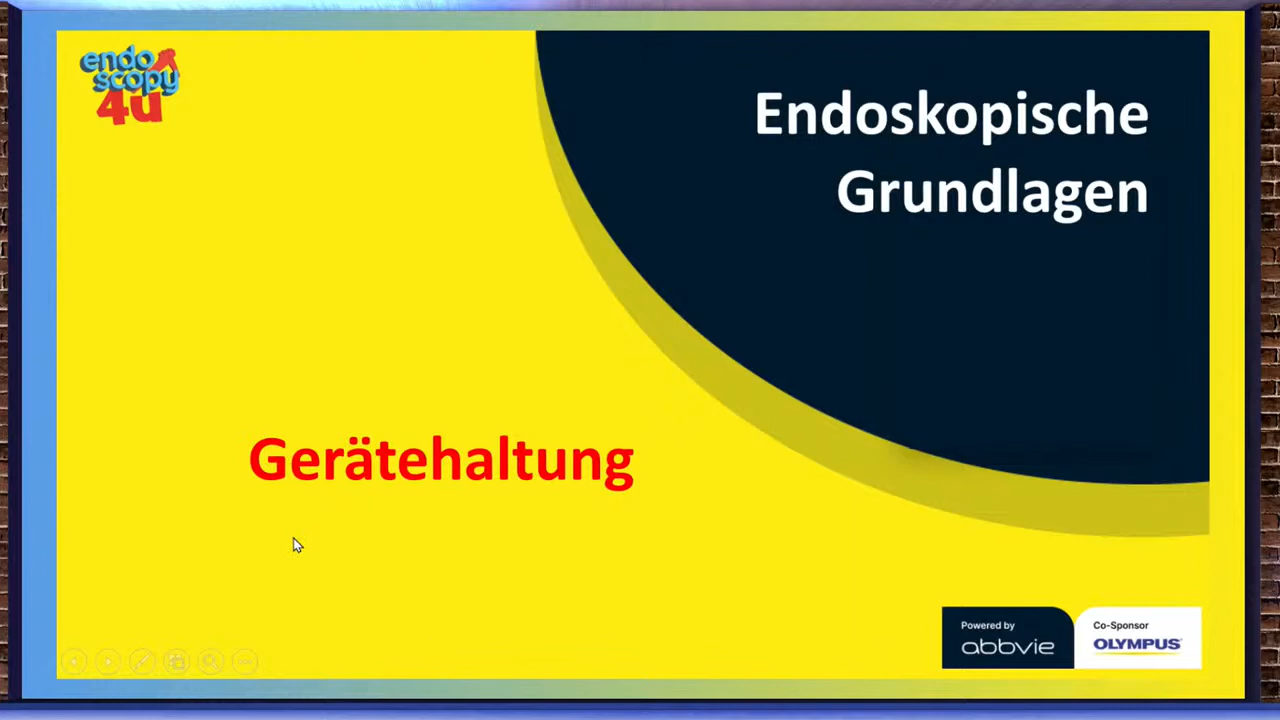 endo
scopy
4u
Endoskopische
Grundlagen
Gerätehaltung
Powered by
abbvie
Co-Sponsor
OLYMPUS